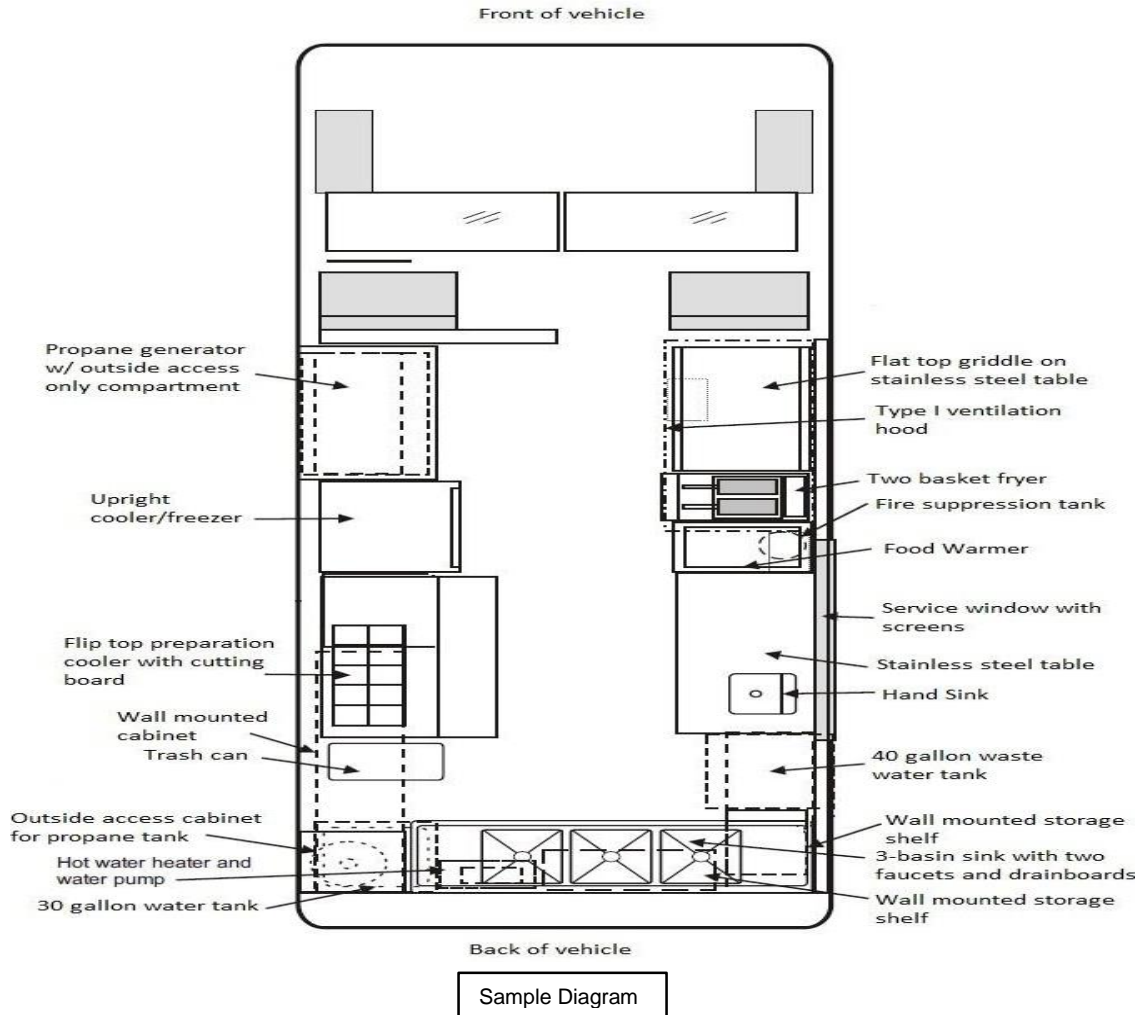 Front of vehicle
Propane generator
w/ outside access
only compartment
Upright
cooler/freezer
Flip top preparation
cooler with cutting
board
Wall mounted
cabinet
Trash can
Outside access cabinet
for propane tank
Hot water heater and
water pump
30 gallon water tank
Flat top griddle on
stainless steel table
Type I ventilation
hood
Two basket fryer
Fire suppression tank
Food Warmer
Service window with
screens
Stainless steel table
Hand Sink
40 gallon waste
water tank
Wall mounted storage
shelf
3-basin sink with two
faucets and drainboards
Wall mounted storage
shelf
Back of vehicle
Sample Diagram